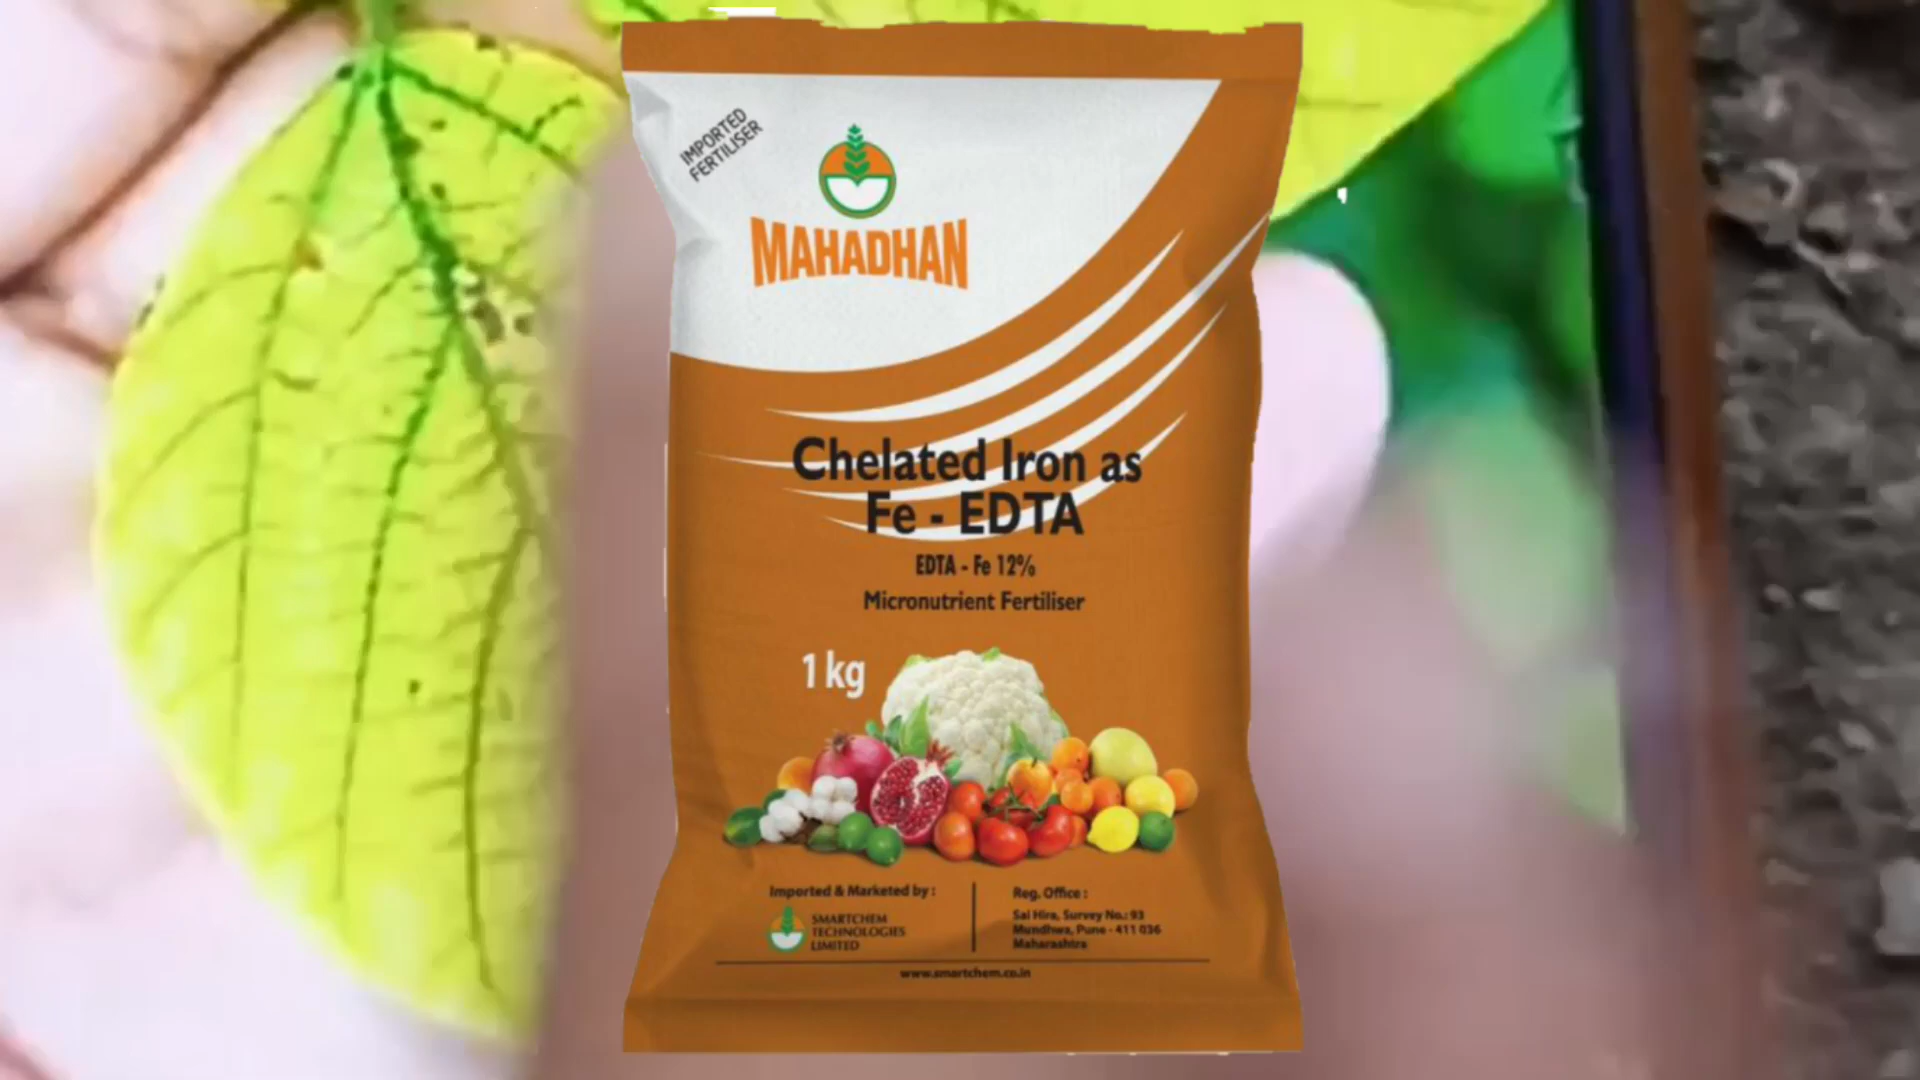 IMPORTED
FERTILISER
MAHADHAN
Chelated Iron as
Fe - EDTA
EDTA - Fe 12%
Micronutrient Fertiliser
1 kg
Imported & Marketed by :
SMARTCHEM
TECHNOLOGIES
LIMITED
Reg. Office :
Sai Hira, Survey No.: 93
Mundhwa, Pune - 411 036
Maharashtra
www.smartchem.co.in